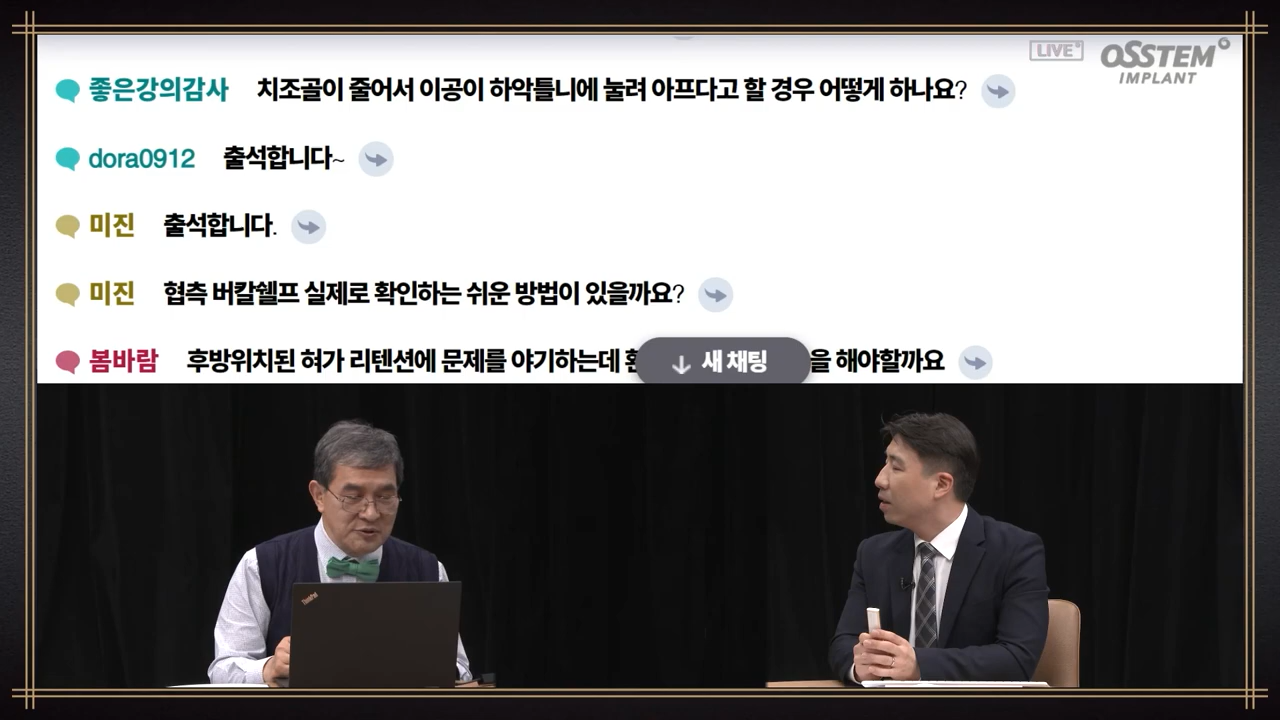 LIVE
OSSTEM
IMPLANT
좋은강의감사 치조골이 줄어서 이공이 하악틀니에 눌려 아프다고 할 경우 어떻게 하나요?
dora0912 출석합니다~
미진 출석합니다.
미진 협측 버칼쉘프 실제로 확인하는 쉬운 방법이 있을까요?
봄바람 후방위치된 혀가 리텐션에 문제를 야기하는데 을 해야할까요
↓ 새 채팅
ThinkPad